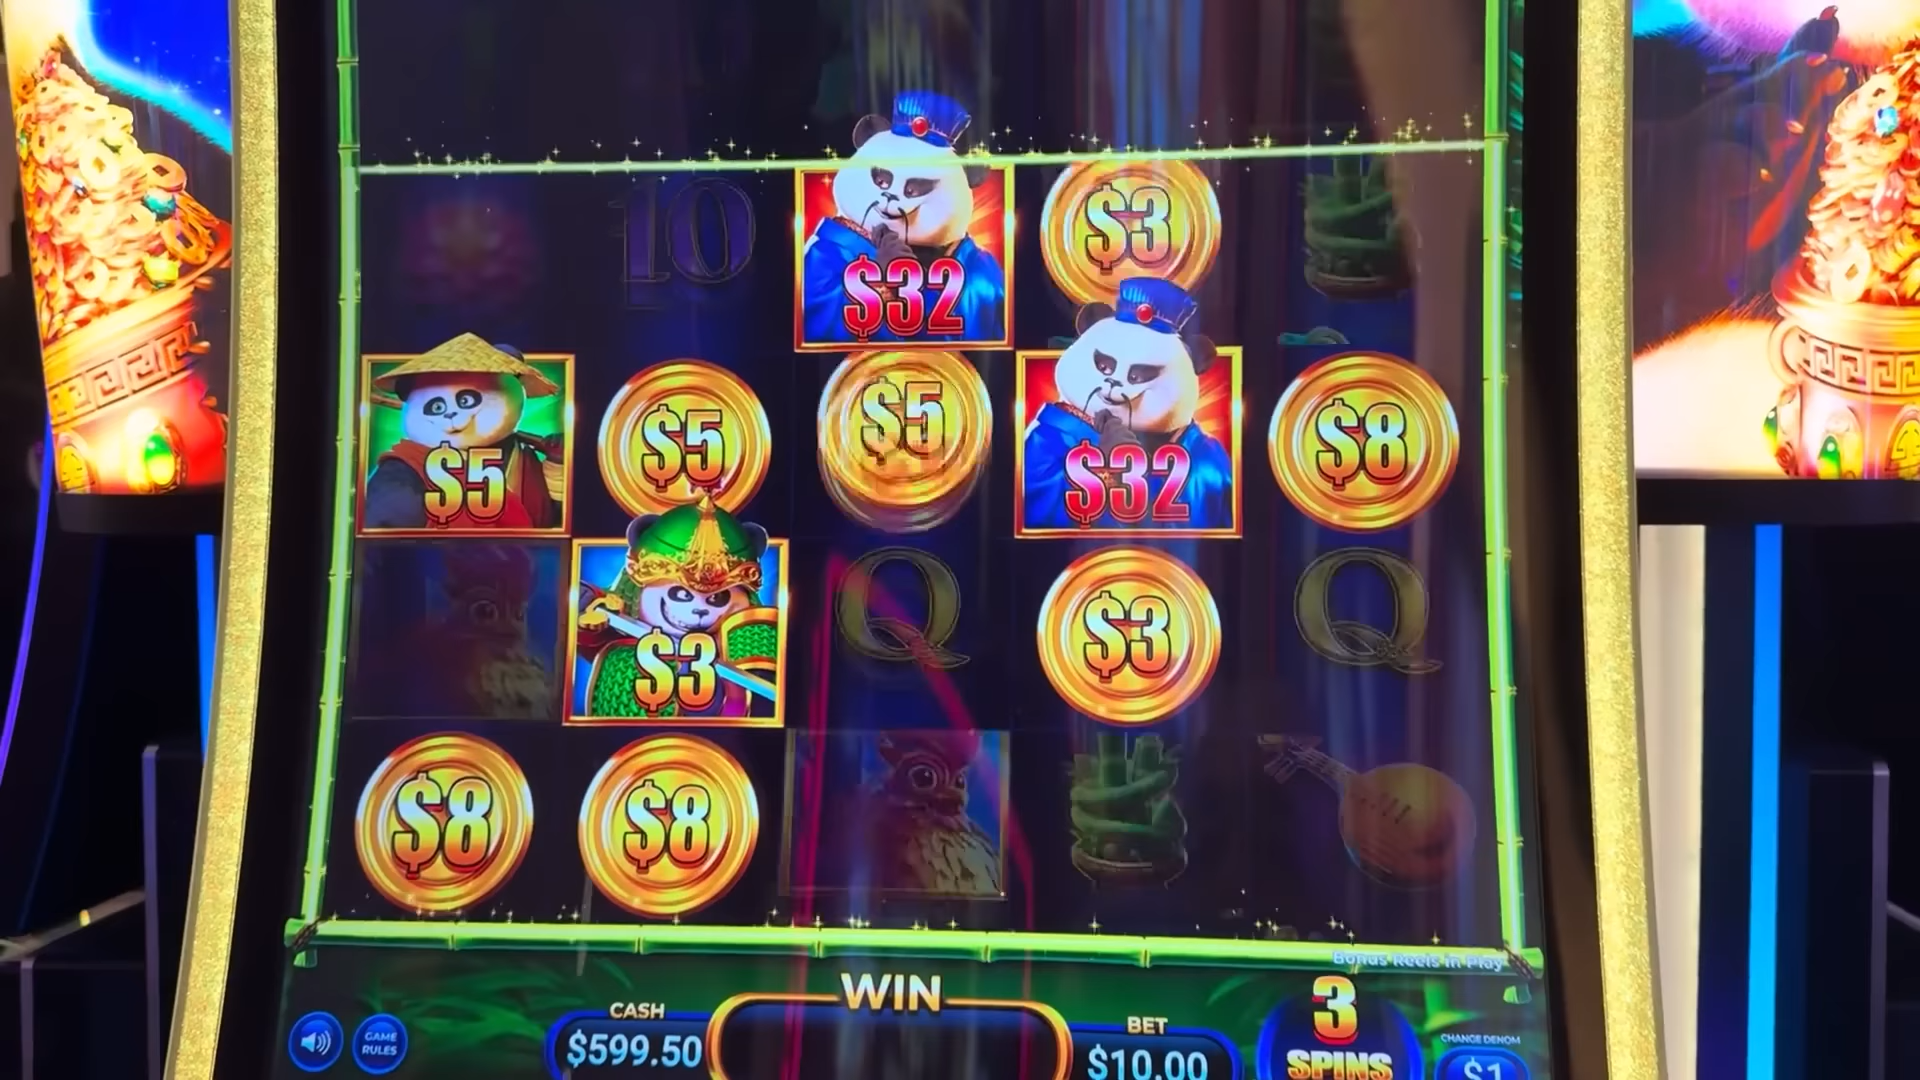 10
$32
$3
$5
$5
$5
$32
$8
$3
Q
$3
Q
$8
$8
Bonus Reels in Play
WIN
3
SPINS
CASH
$599.50
BET
$10.00
GAME
RULES
CHANGE DENOM
$1